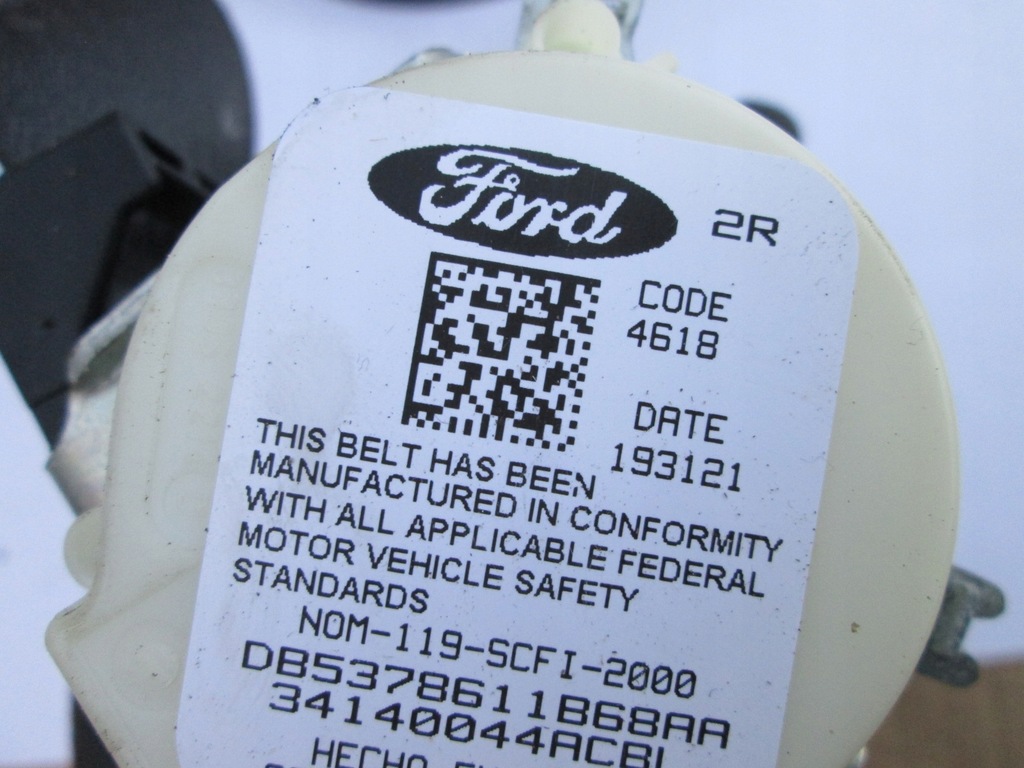 Ford 2R
CODE
4618
DATE
193121
THIS BELT HAS BEEN
MANUFACTURED IN CONFORMITY
WITH ALL APPLICABLE FEDERAL
MOTOR VEHICLE SAFETY
STANDARDS
NOM-119-SCFI-2000
DB5378611B68AA
34140044ACBL
HECHO